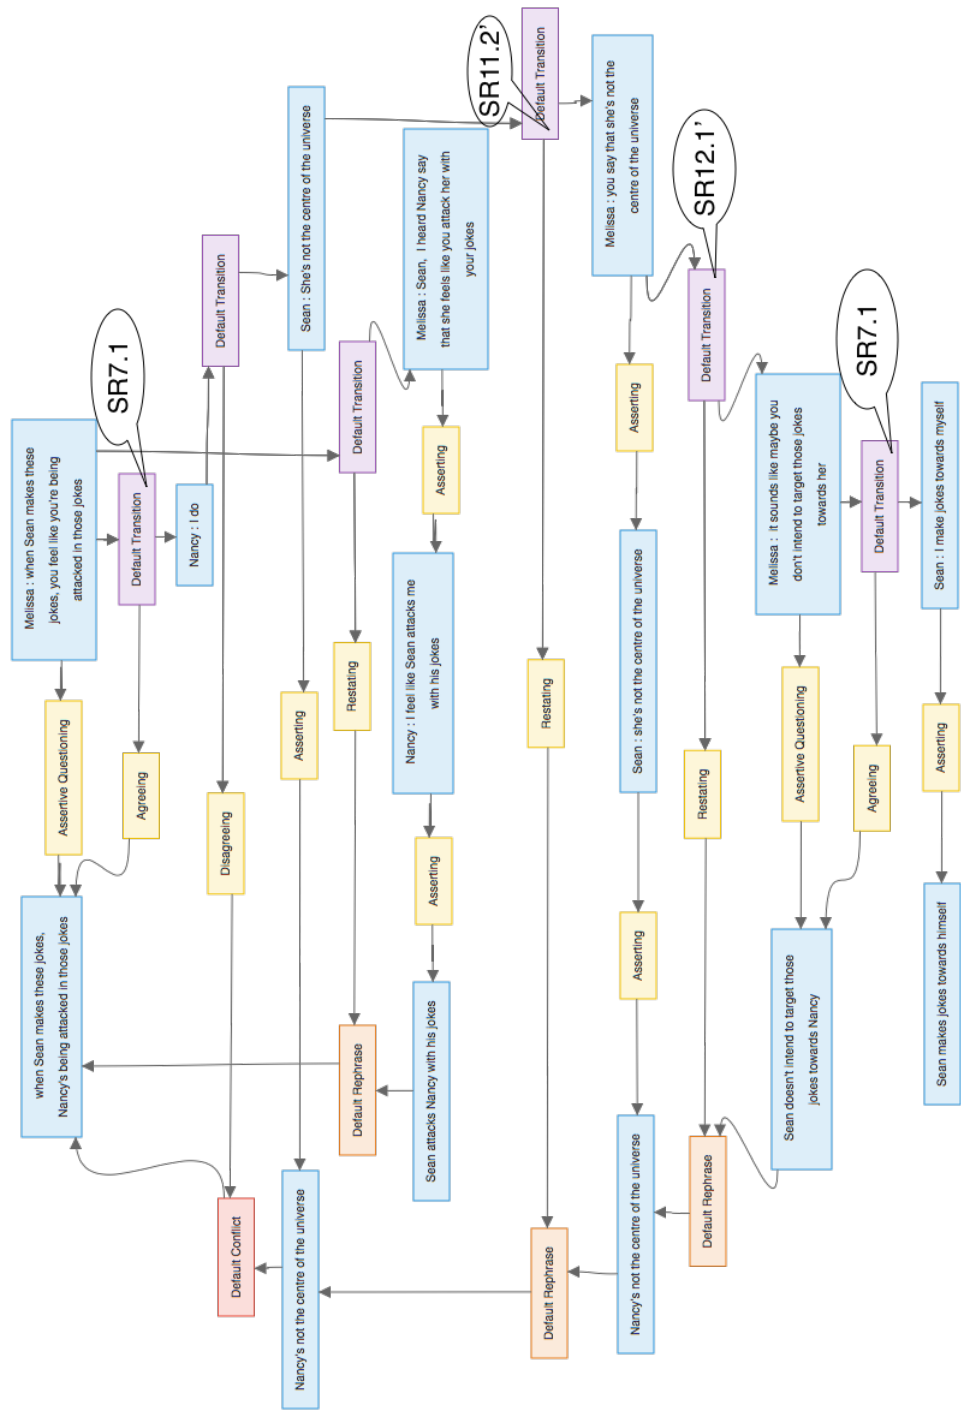 when Sean makes these jokes,
Nancy's being attacked in those jokes
Assertive Questioning
Melissa : when Sean makes these
jokes, you feel like you're being
attacked in those jokes
Agreeing
Default Transition
SR7.1
Nancy : I do
Default Conflict
Disagreeing
Default Transition
Nancy's not the centre of the universe
Asserting
Sean : She's not the centre of the universe
Default Rephrase
Restating
Default Transition
Sean attacks Nancy with his jokes
Asserting
Nancy : I feel like Sean attacks me
with his jokes
Asserting
Melissa : Sean, I heard Nancy say
that she feels like you attack her with
your jokes
Default Rephrase
Restating
Default Transition
SR11.2'
Nancy's not the centre of the universe
Asserting
Sean : she's not the centre of the universe
Asserting
Melissa : you say that she's not the
centre of the universe
Default Rephrase
Restating
Default Transition
SR12.1'
Sean doesn't intend to target those
jokes towards Nancy
Assertive Questioning
Melissa : it sounds like maybe you
don't intend to target those jokes
towards her
Agreeing
Default Transition
SR7.1
Sean makes jokes towards himself
Asserting
Sean : I make jokes towards myself